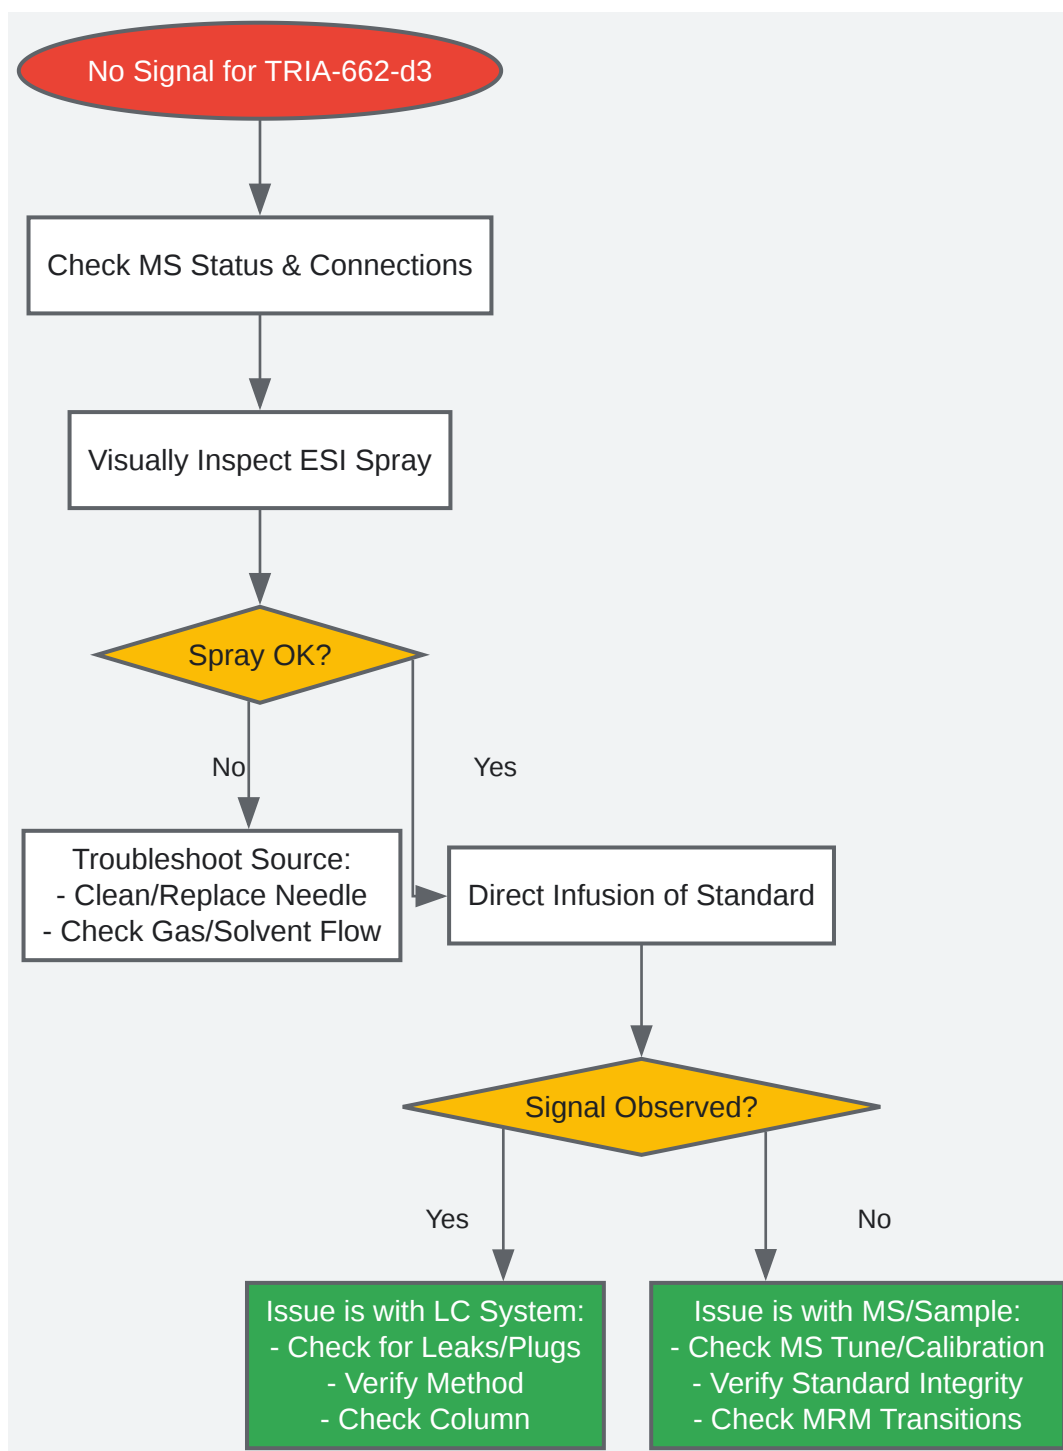 No Signal for TRIA-662-d3
Check MS Status & Connections
Visually Inspect ESI Spray
Spray OK?
No
Yes
Troubleshoot Source:
- Clean/Replace Needle
- Check Gas/Solvent Flow
Direct Infusion of Standard
Signal Observed?
Yes
No
Issue is with LC System:
- Check for Leaks/Plugs
- Verify Method
- Check Column
Issue is with MS/Sample:
- Check MS Tune/Calibration
- Verify Standard Integrity
- Check MRM Transitions